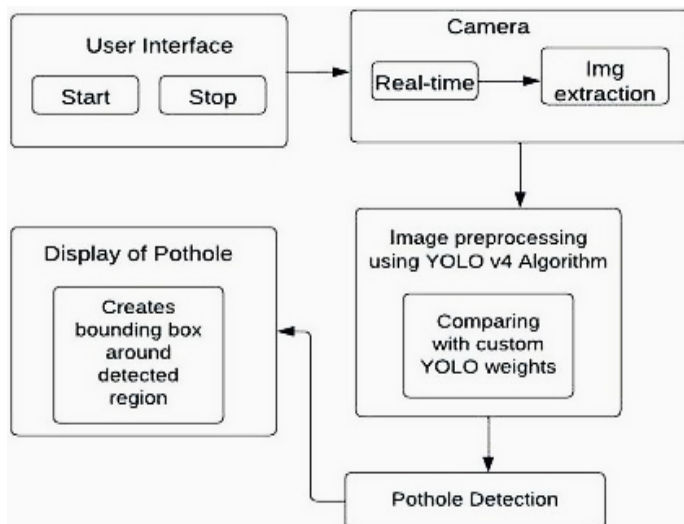 User Interface
Start
Stop
Camera
Real-time
Img
extraction
Image preprocessing
using YOLO v4 Algorithm
Comparing
with custom
YOLO weights
Pothole Detection
Display of Pothole
Creates
bounding box
around
detected
region